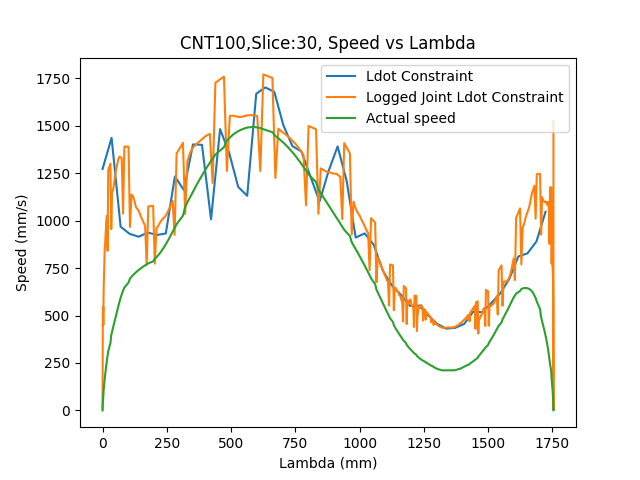 CNT100,Slice:30, Speed vs Lambda
Ldot Constraint
Logged Joint Ldot Constraint
Actual speed
Speed (mm/s)
1750
1500
1250
1000
750
500
250
0
0 250 500 750 1000 1250 1500 1750
Lambda (mm)